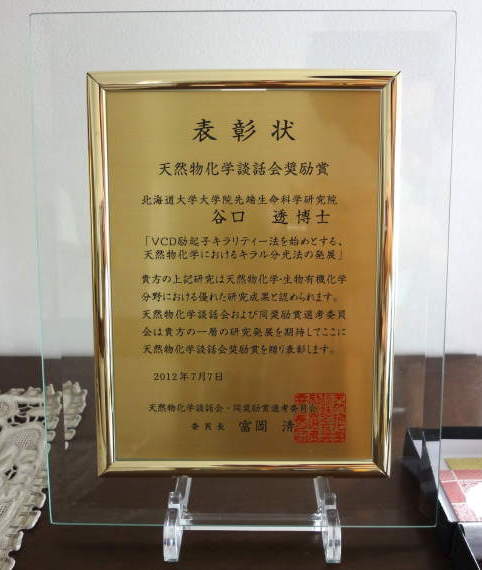 表彰状
天然物化学談話会奨励賞
北海道大学大学院先端生命科学研究院
谷口 透 博士
「VCD励起子キラリティー法を始めとする、
天然物化学におけるキラル分光法の発展」
貴方の上記研究は天然物化学・生物有機化学
分野における優れた研究成果と認められます。
天然物化学談話会および同奨励賞選考委員
会は貴方の一層の研究発展を期待してここに
天然物化学談話会奨励賞を贈り表彰します。
2012年7月7日
天然物化学談話会・同奨励賞選考委員会
委員長 富岡 清